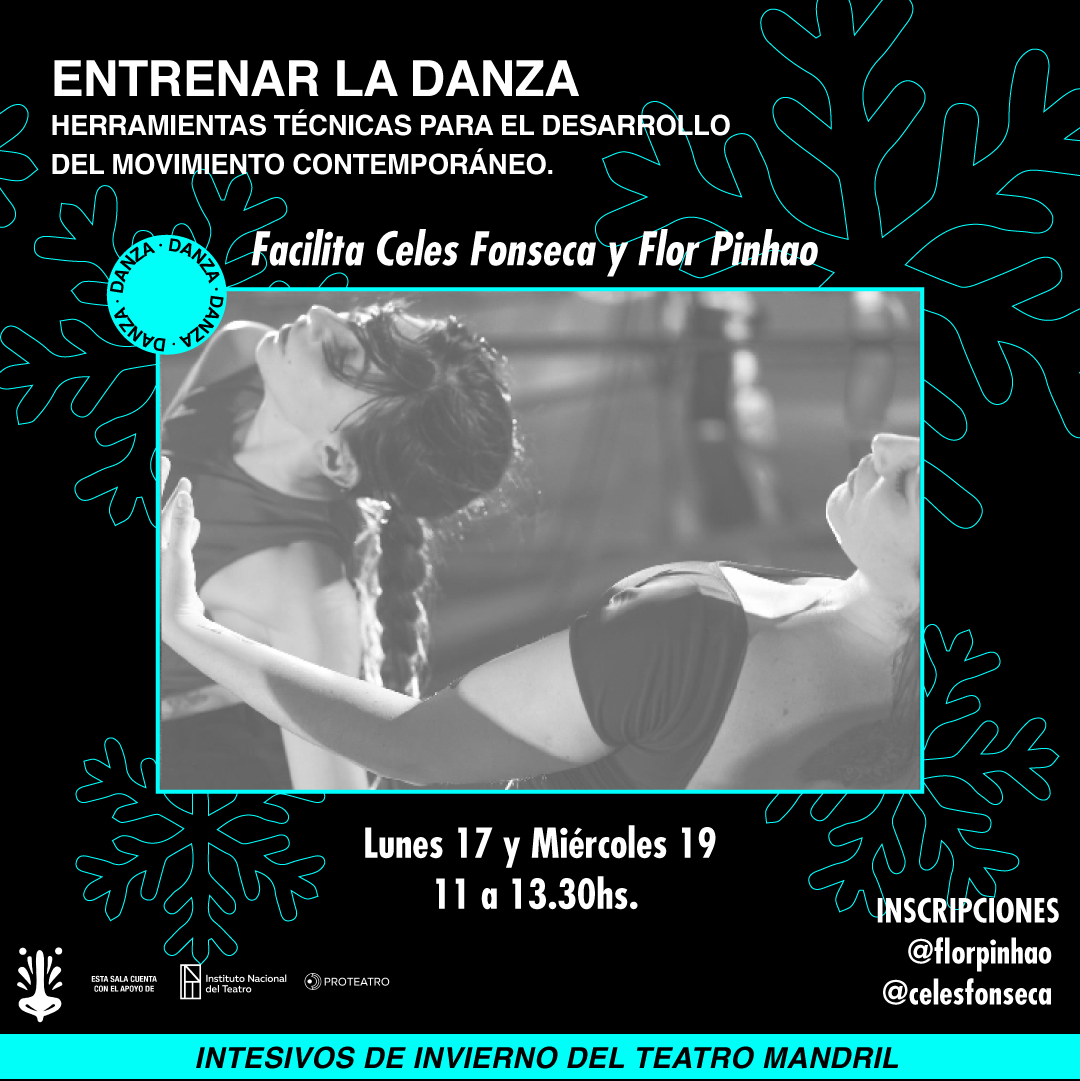 ENTRENAR LA DANZA
HERRAMIENTAS TÉCNICAS PARA EL DESARROLLO
DEL MOVIMIENTO CONTEMPORÁNEO.
Facilita Celes Fonseca y Flor Pinhao
DANZA · DANZA · DANZA · DANZA · DANZA ·
Lunes 17 y Miércoles 19
11 a 13.30hs.
INSCRIPCIONES
@florpinhao
@celesfonseca
ESTA SALA CUENTA
CON EL APOYO DE
Instituto Nacional
del Teatro
PROTEATRO
INTESIVOS DE INVIERNO DEL TEATRO MANDRIL